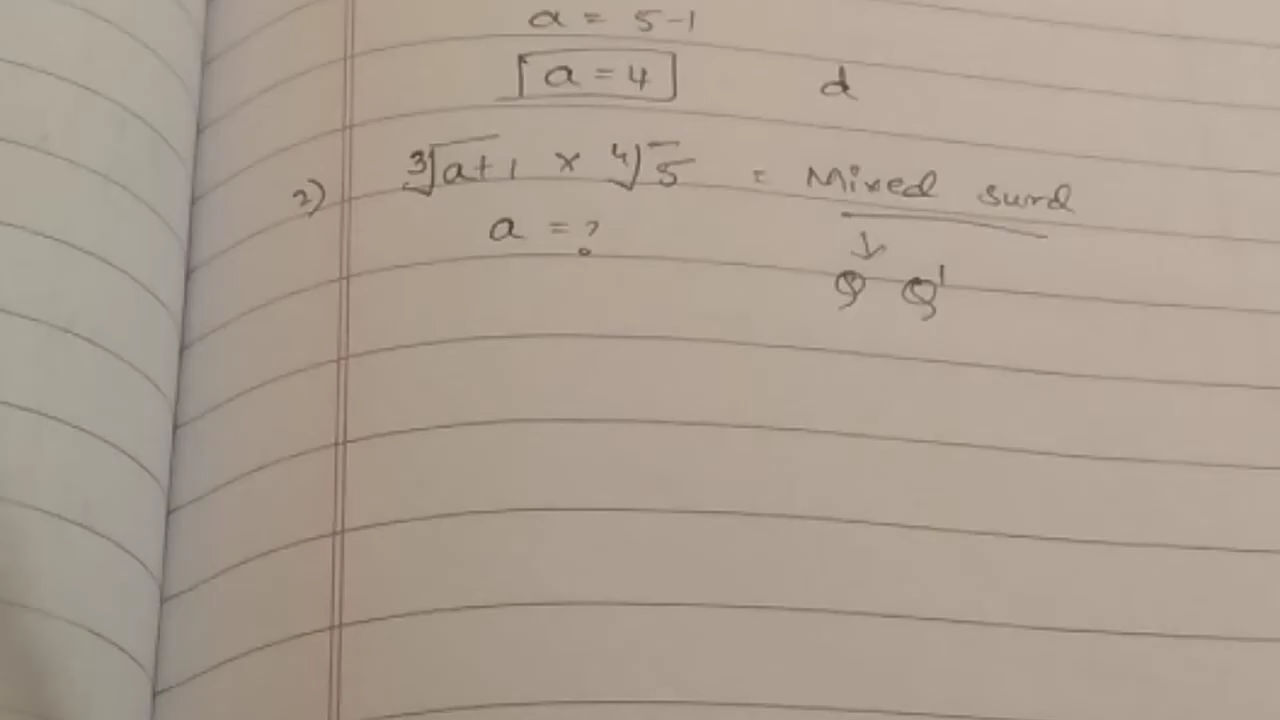 a = 5-1
a = 4 d
2) ∛a+1 × ∜5 = Mixed surd
a = ? ↓
Q Q'